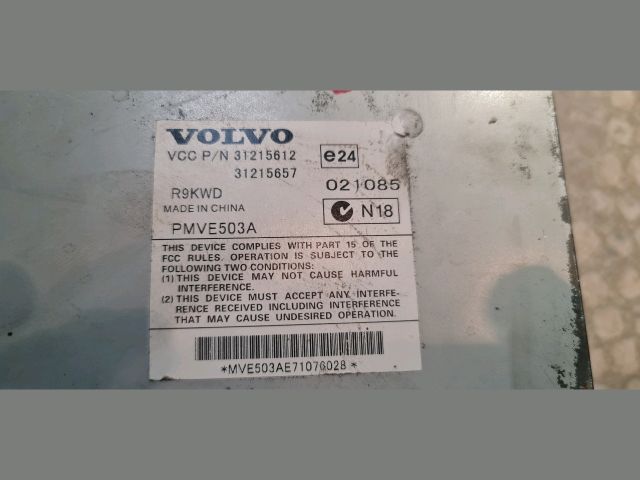 VOLVO
VCC P/N 31215612 e24
31215657
R9KWD 021085
MADE IN CHINA N18
PMVE503A
THIS DEVICE COMPLIES WITH PART 15 OF THE
FCC RULES. OPERATION IS SUBJECT TO THE
FOLLOWING TWO CONDITIONS:
(1) THIS DEVICE MAY NOT CAUSE HARMFUL
INTERFERENCE.
(2) THIS DEVICE MUST ACCEPT ANY INTERFE-
RENCE RECEIVED INCLUDING INTERFERENCE
THAT MAY CAUSE UNDESIRED OPERATION.
*MVE503AE71076028*